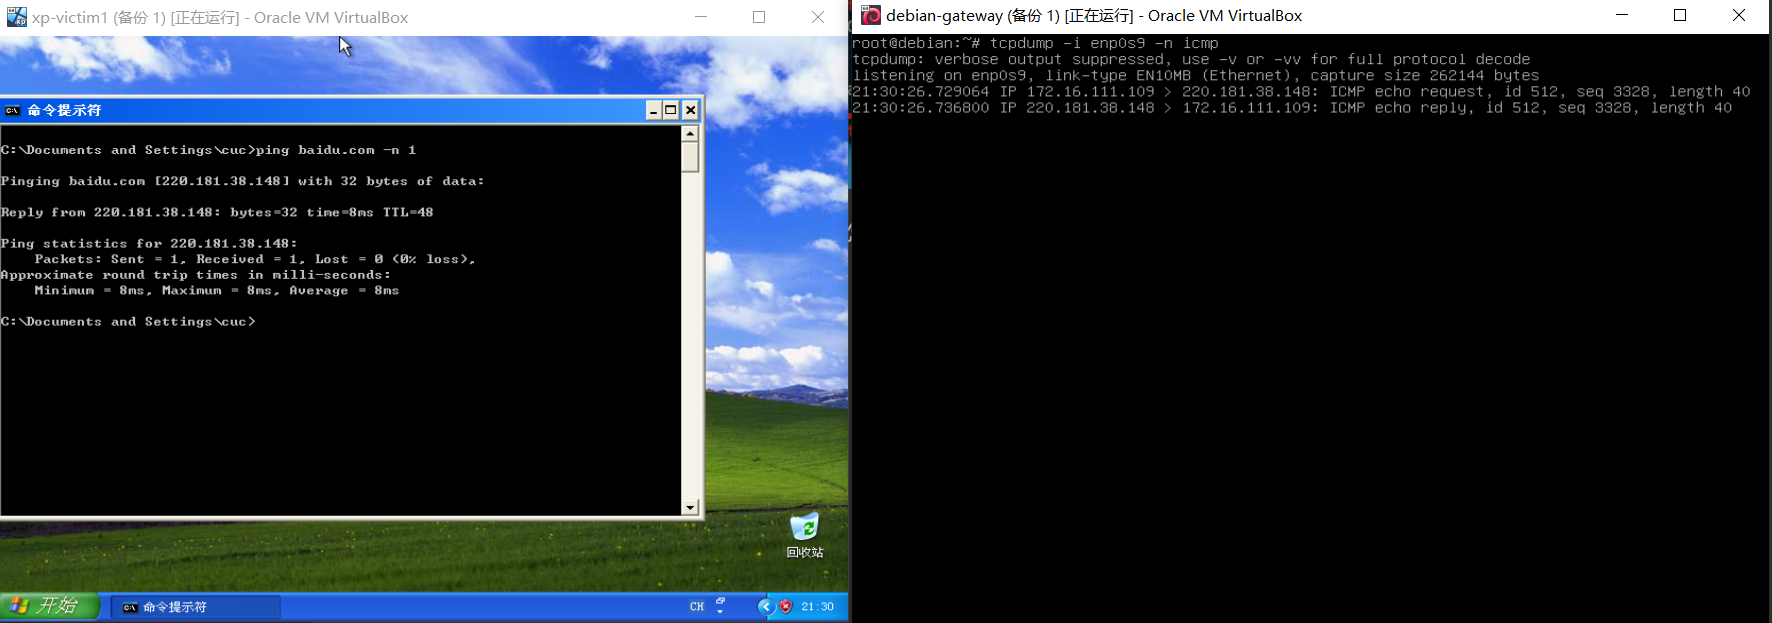 xp-victim1 (备份 1) [正在运行] - Oracle VM VirtualBox
命令提示符
C:\Documents and Settings\cuc>ping baidu.com -n 1
Pinging baidu.com [220.181.38.148] with 32 bytes of data:
Reply from 220.181.38.148: bytes=32 time=8ms TTL=48
Ping statistics for 220.181.38.148:
    Packets: Sent = 1, Received = 1, Lost = 0 (0% loss),
Approximate round trip times in milli-seconds:
    Minimum = 8ms, Maximum = 8ms, Average = 8ms
C:\Documents and Settings\cuc>
回收站
开始
命令提示符
CH
21:30
debian-gateway (备份 1) [正在运行] - Oracle VM VirtualBox
root@debian:~# tcpdump -i enp0s9 -n icmp
tcpdump: verbose output suppressed, use -v or -vv for full protocol decode
listening on enp0s9, link-type EN10MB (Ethernet), capture size 262144 bytes
21:30:26.729064 IP 172.16.111.109 > 220.181.38.148: ICMP echo request, id 512, seq 3328, length 40
21:30:26.736800 IP 220.181.38.148 > 172.16.111.109: ICMP echo reply, id 512, seq 3328, length 40